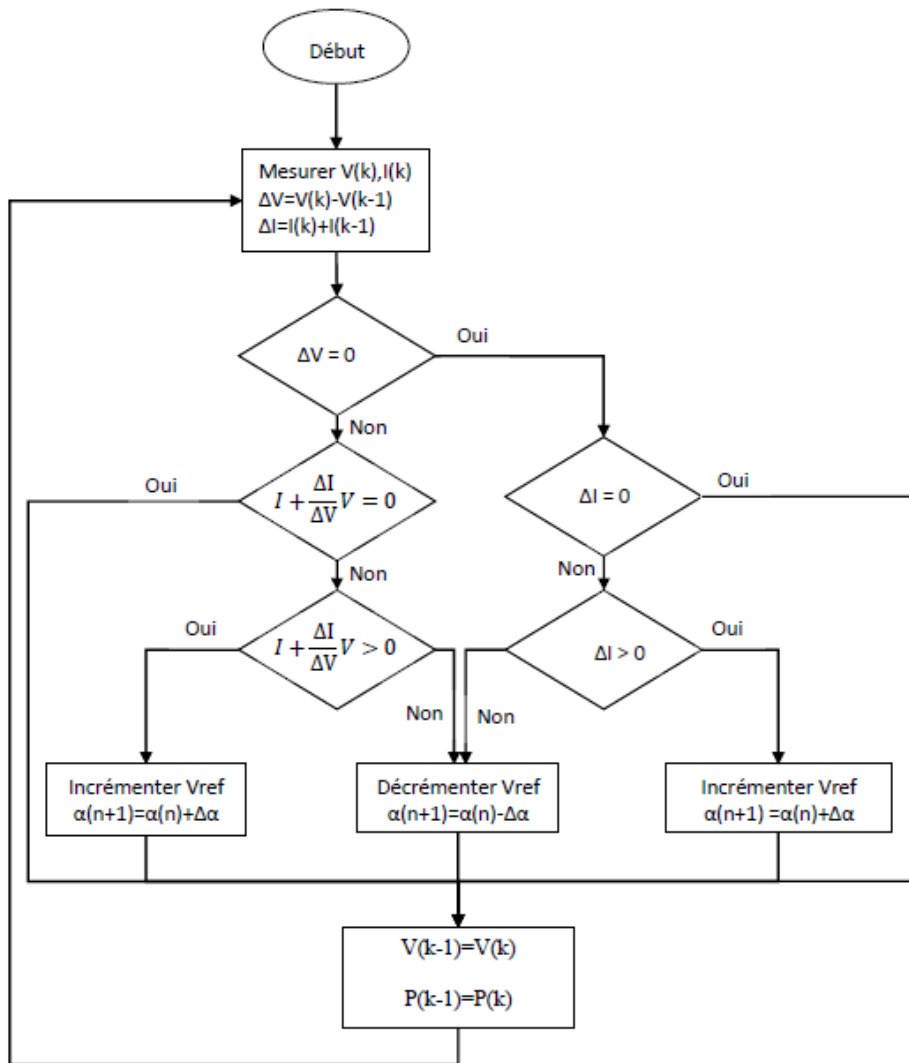 Début
Mesurer V(k),I(k)
ΔV=V(k)-V(k-1)
ΔI=I(k)+I(k-1)
ΔV = 0
Oui
Non
I + ΔI/ΔV V = 0
Oui
Non
ΔI = 0
Oui
Non
I + ΔI/ΔV V > 0
Oui
Non
ΔI > 0
Oui
Non
Incrémenter Vref
α(n+1)=α(n)+Δα
Décrémenter Vref
α(n+1)=α(n)-Δα
Incrémenter Vref
α(n+1) =α(n)+Δα
V(k-1)=V(k)
P(k-1)=P(k)